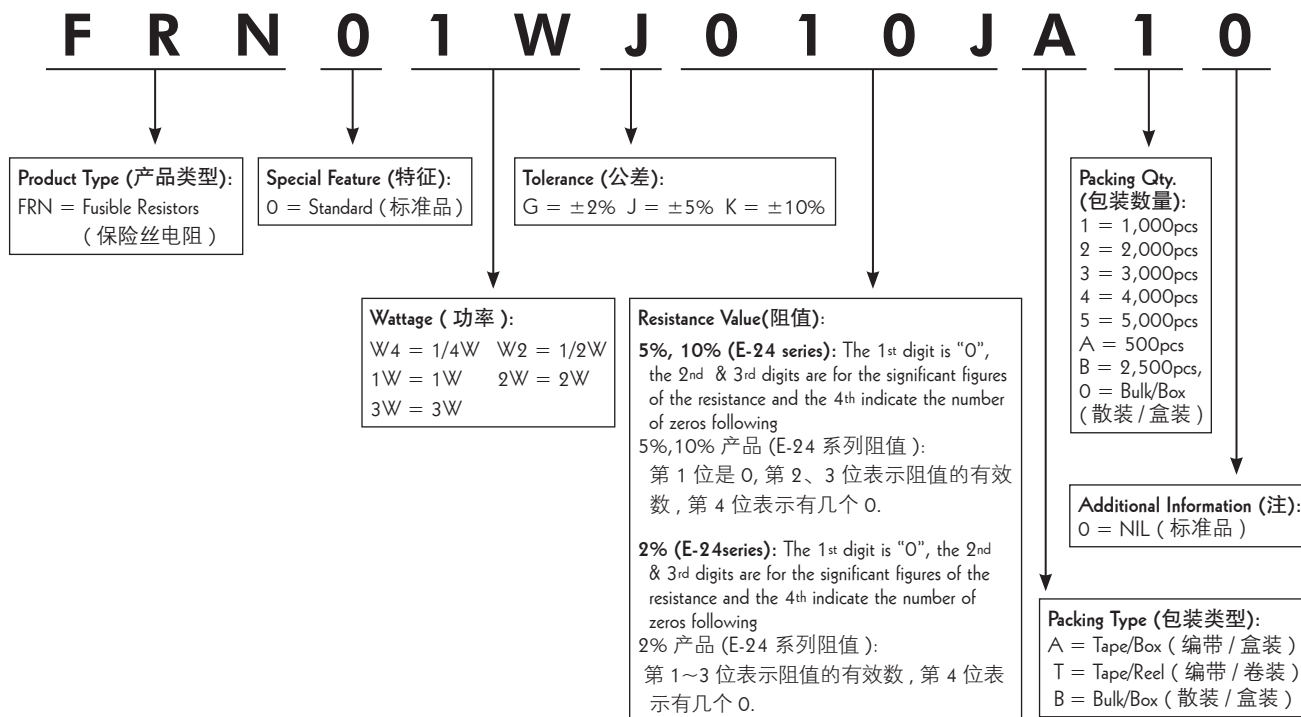 F R N 0 1 W J 0 1 0 J A 1 0
Product Type (产品类型):
FRN = Fusible Resistors
(保险丝电阻)
Special Feature (特征):
0 = Standard (标准品)
Tolerance (公差):
G = ±2% J = ±5% K = ±10%
Packing Qty.
(包装数量):
1 = 1,000pcs
2 = 2,000pcs
3 = 3,000pcs
4 = 4,000pcs
5 = 5,000pcs
A = 500pcs
B = 2,500pcs,
0 = Bulk/Box
(散装 / 盒装)
Wattage (功率):
W4 = 1/4W W2 = 1/2W
1W = 1W 2W = 2W
3W = 3W
Resistance Value(阻值):
5%, 10% (E-24 series): The 1st digit is “0”,
the 2nd & 3rd digits are for the significant figures
of the resistance and the 4th indicate the number
of zeros following
5%,10% 产品 (E-24 系列阻值):
第 1 位是 0, 第 2、3 位表示阻值的有效
数, 第 4 位表示有几个 0.
2% (E-24series): The 1st digit is “0”, the 2nd
& 3rd digits are for the significant figures of the
resistance and the 4th indicate the number of
zeros following
2% 产品 (E-24 系列阻值):
第 1~3 位表示阻值的有效数, 第 4 位表
示有几个 0.
Additional Information (注):
0 = NIL (标准品)
Packing Type (包装类型):
A = Tape/Box (编带 / 盒装)
T = Tape/Reel (编带 / 卷装)
B = Bulk/Box (散装 / 盒装)